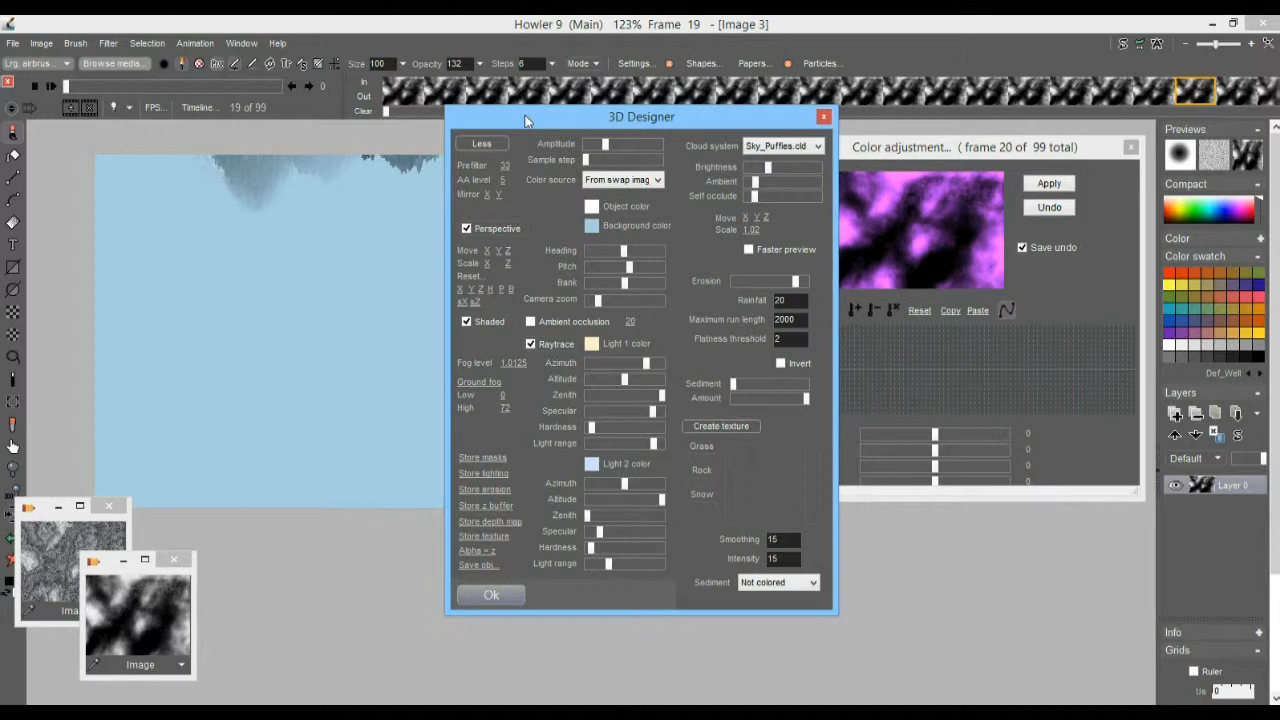 Howler 9 (Main) 123% Frame 19 - [Image 3]
File Image Brush Filter Selection Animation Window Help
Lrg. airbrus... Browse media... Size 100 Opacity 132 Steps 6 Mode Settings... Shapes... Papers... Particles...
In
0
Out
FPS... Timeline... 19 of 99 Clear
3D Designer
Less
Amplitude
Sample step
Prefilter 33
AA level 5
Color source From swap imag
Mirror X Y
Object color
Background color
Perspective
Move X Y Z
Scale X Z
Reset...
X Y Z H P B
sX sZ
Heading
Pitch
Bank
Camera zoom
Shaded
Ambient occlusion 20
Raytrace Light 1 color
Fog level 1.0125
Ground fog
Low 0
High 72
Azimuth
Altitude
Zenith
Specular
Hardness
Light range
Light 2 color
Store masks
Store lighting
Store erosion
Store z buffer
Store depth map
Store texture
Alpha = z
Save obj...
Azimuth
Altitude
Zenith
Specular
Hardness
Light range
Ok
Cloud system Sky_Puffies.cld
Brightness
Ambient
Self occlude
Move X Y Z
Scale 1.02
Faster preview
Erosion
Rainfall 20
Maximum run length 2000
Flatness threshold 2
Invert
Sediment
Amount
Create texture
Grass
Rock
Snow
Smoothing 15
Intensity 15
Sediment Not colored
Color adjustment... ( frame 20 of 99 total)
Apply
Undo
Save undo
Reset Copy Paste
0
0
0
0
Previews
Compact
Color
Color swatch
Def_Well
Layers
Default
Layer 0
Info
Grids
Ruler
Us 0
Ima
Image